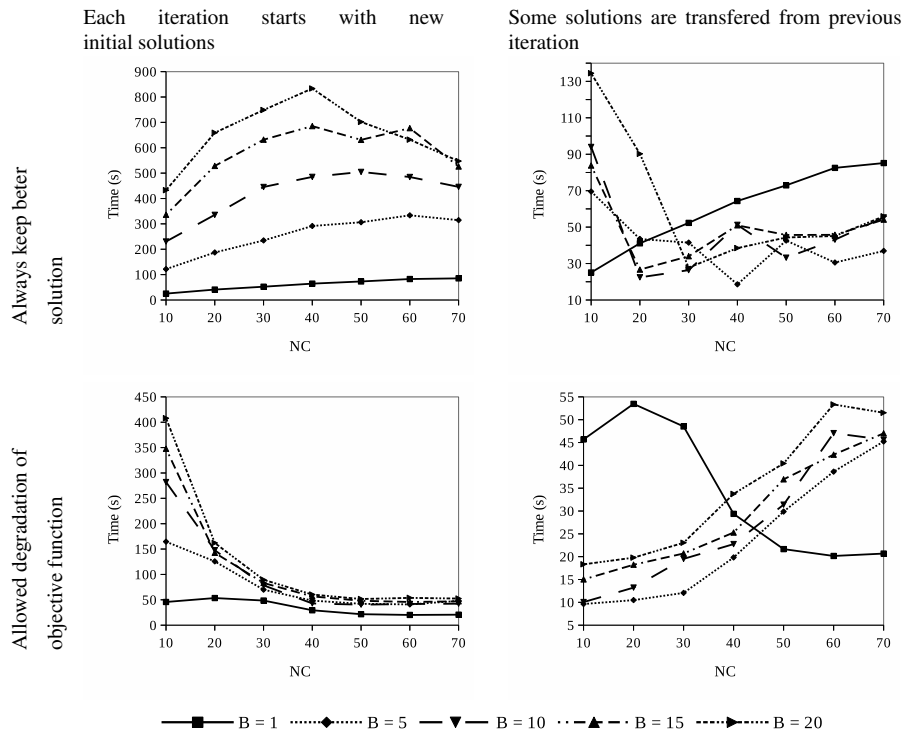 Each iteration starts with new
initial solutions
Some solutions are transfered from previous
iteration
Always keep beter
solution
900
800
700
600
500
400
300
200
100
0
Time (s)
10 20 30 40 50 60 70
NC
130
110
90
70
50
30
10
Time (s)
10 20 30 40 50 60 70
NC
Allowed degradation of
objective function
450
400
350
300
250
200
150
100
50
0
Time (s)
10 20 30 40 50 60 70
NC
55
50
45
40
35
30
25
20
15
10
5
Time (s)
10 20 30 40 50 60 70
NC
B = 1 B = 5 B = 10 B = 15 B = 20